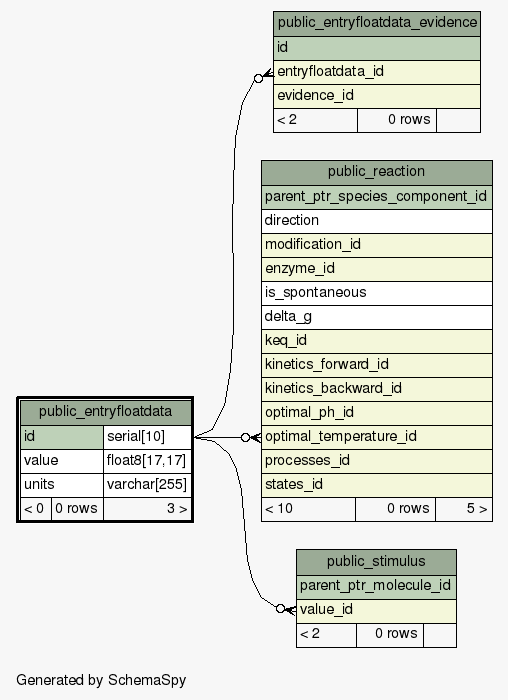 public_entryfloatdata_evidence
id
entryfloatdata_id
evidence_id
< 2 0 rows
public_reaction
parent_ptr_species_component_id
direction
modification_id
enzyme_id
is_spontaneous
delta_g
keq_id
kinetics_forward_id
kinetics_backward_id
optimal_ph_id
optimal_temperature_id
processes_id
states_id
< 10 0 rows 5 >
public_entryfloatdata
id serial[10]
value float8[17,17]
units varchar[255]
< 0 0 rows 3 >
public_stimulus
parent_ptr_molecule_id
value_id
< 2 0 rows
Generated by SchemaSpy